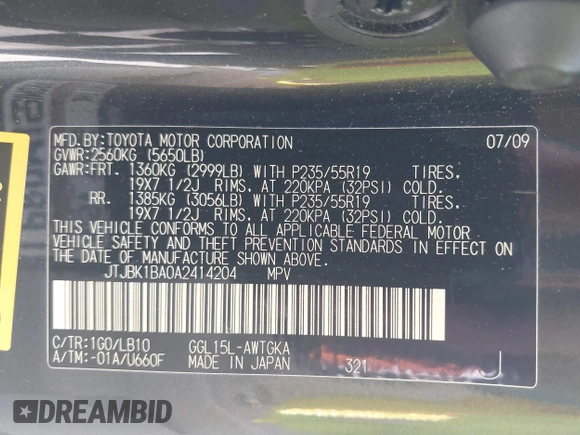 MFD.BY:TOYOTA MOTOR CORPORATION 07/09
GVWR:2560KG (5650LB)
GAWR:FRT. 1360KG (2999LB) WITH P235/55R19 TIRES.
19X7 1/2J RIMS. AT 220KPA (32PSI) COLD.
RR. 1385KG (3056LB) WITH P235/55R19 TIRES.
19X7 1/2J RIMS. AT 220KPA (32PSI) COLD.
THIS VEHICLE CONFORMS TO ALL APPLICABLE FEDERAL MOTOR
VEHICLE SAFETY AND THEFT PREVENTION STANDARDS IN EFFECT ON
THE DATE OF MANUFACTURE SHOWN ABOVE.
JTJBK1BA0A2414204 MPV
C/TR:1G0/LB10 GGL15L-AWTGKA
A/TM:-01A/U660F MADE IN JAPAN 321 J
DREAMBID